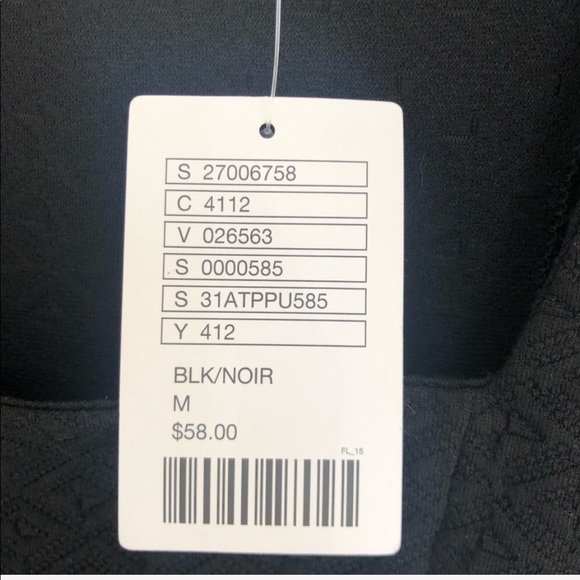 S 27006758
C 4112
V 026563
S 0000585
S 31ATPPU585
Y 412
BLK/NOIR
M
$58.00
FL_15